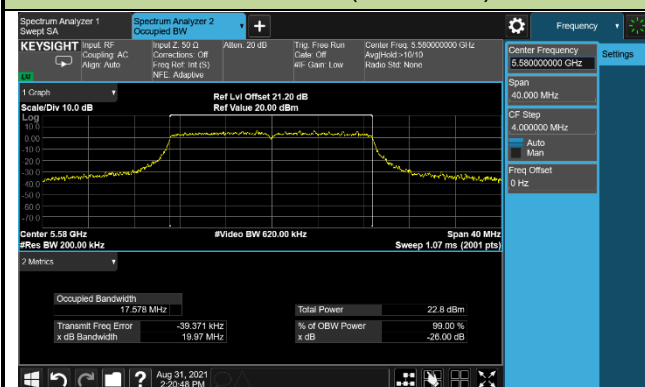 Spectrum Analyzer 1
Swept SA
Spectrum Analyzer 2
Occupied BW
+
Frequency
KEYSIGHT
Input: RF
Coupling: AC
Align: Auto
Input Z: 50 Ω
Corrections: Off
Freq Ref: Int (S)
NFE: Adaptive
Atten: 20 dB
Trig: Free Run
Gate: Off
#IF Gain: Low
Center Freq: 5.580000000 GHz
Avg|Hold:>10/10
Radio Std: None
LU
Center Frequency
5.580000000 GHz
Settings
Span
40.000 MHz
CF Step
4.000000 MHz
Auto
Man
Freq Offset
0 Hz
1 Graph
Scale/Div 10.0 dB
Ref Lvl Offset 21.20 dB
Ref Value 20.00 dBm
Log
10.0
0.00
-10.0
-20.0
-30.0
-40.0
-50.0
-60.0
-70.0
Center 5.58 GHz
#Res BW 200.00 kHz
#Video BW 620.00 kHz
Span 40 MHz
Sweep 1.07 ms (2001 pts)
2 Metrics
Occupied Bandwidth
17.578 MHz
Total Power
22.8 dBm
Transmit Freq Error
-39.371 kHz
% of OBW Power
99.00 %
x dB Bandwidth
19.97 MHz
x dB
-26.00 dB
?
Aug 31, 2021
2:20:48 PM